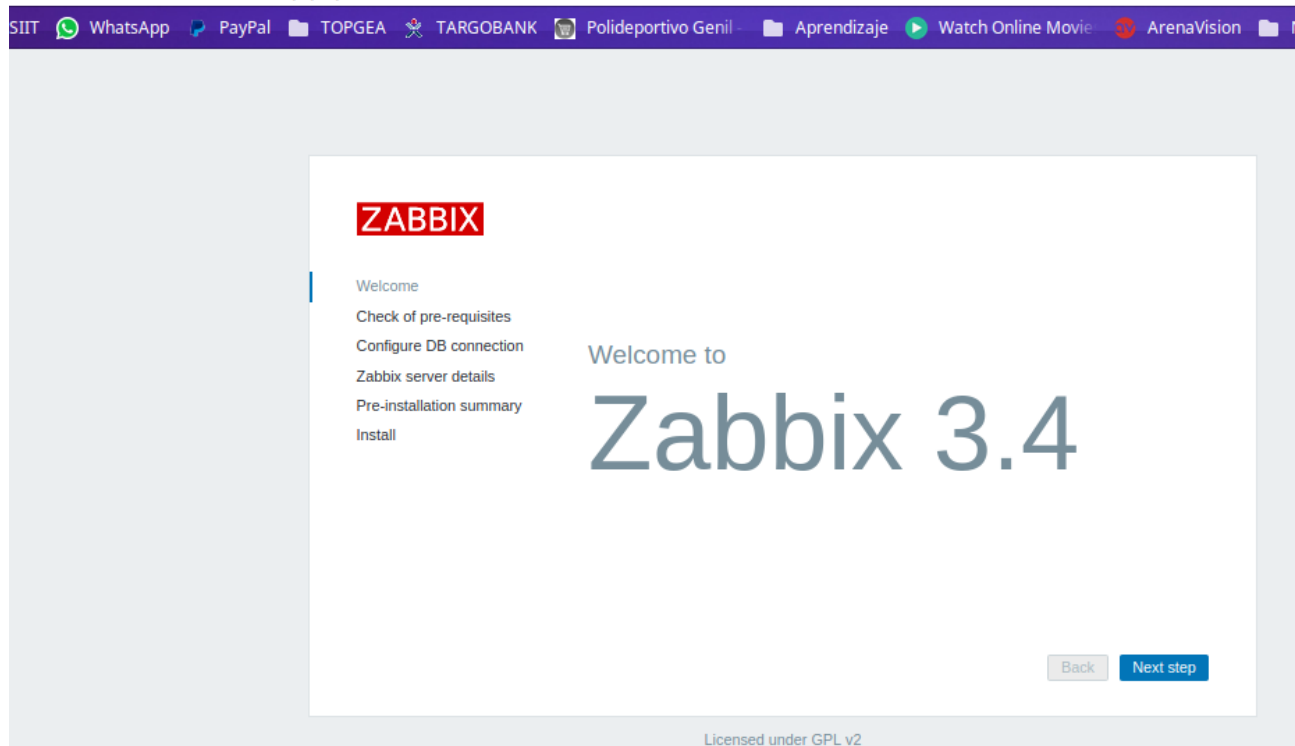 SIIT WhatsApp PayPal TOPGEA TARGOBANK Polideportivo Genil - Aprendizaje Watch Online Movie ArenaVision
ZABBIX
Welcome
Check of pre-requisites
Configure DB connection
Zabbix server details
Pre-installation summary
Install
Welcome to
Zabbix 3.4
Back Next step
Licensed under GPL v2